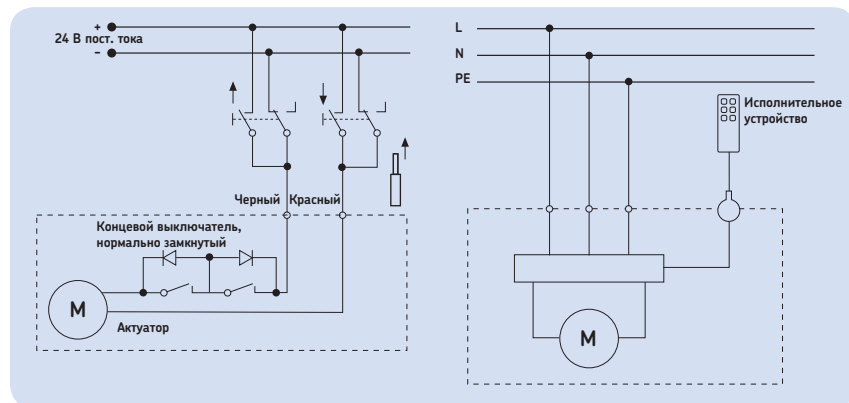 +
24 В пост. тока
–
Черный Красный
Концевой выключатель,
нормально замкнутый
M
Актуатор
L
N
PE
Исполнительное
устройство
M